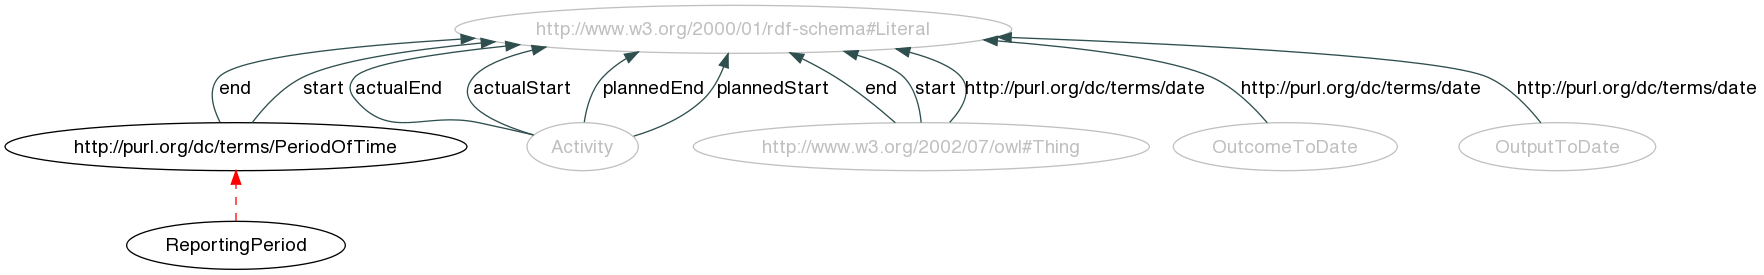 http://www.w3.org/2000/01/rdf-schema#Literal
end
start
actualEnd
actualStart
plannedEnd
plannedStart
end
start
http://purl.org/dc/terms/date
http://purl.org/dc/terms/date
http://purl.org/dc/terms/date
http://purl.org/dc/terms/PeriodOfTime
Activity
http://www.w3.org/2002/07/owl#Thing
OutcomeToDate
OutputToDate
ReportingPeriod